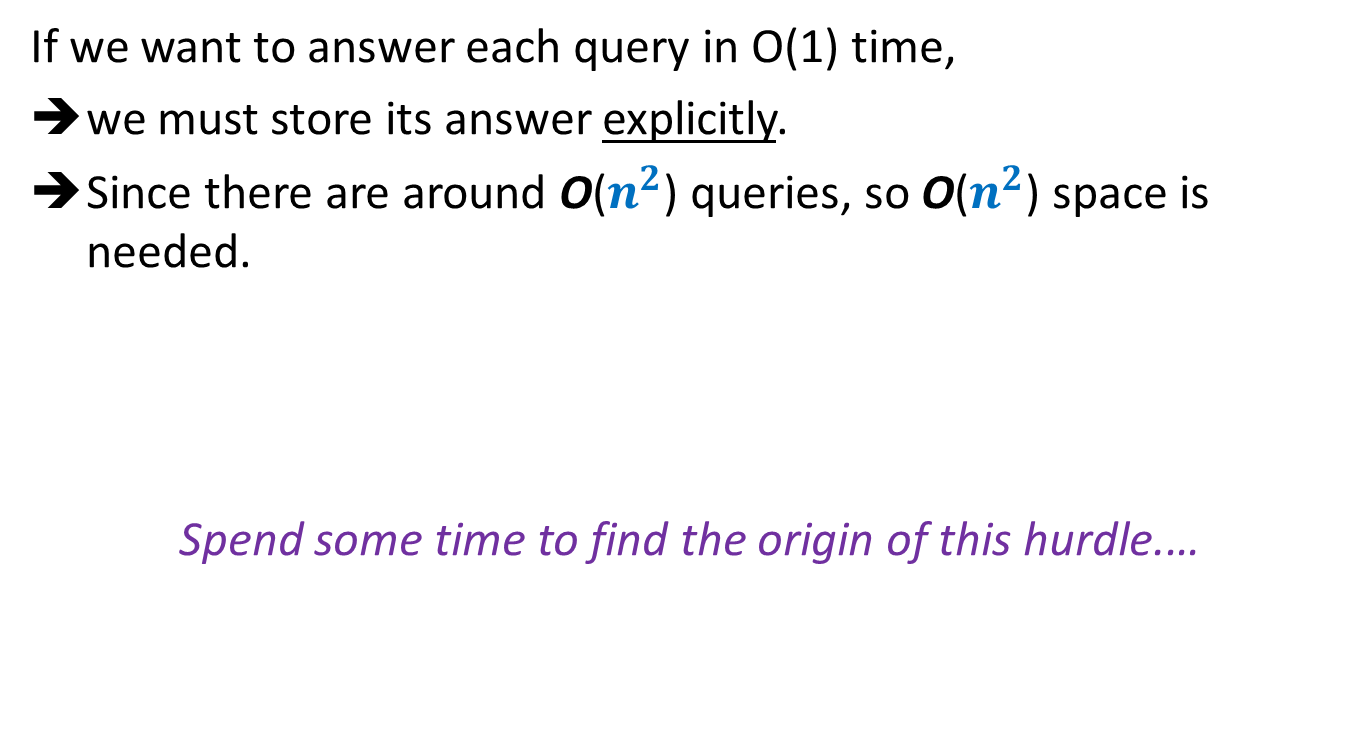 If we want to answer each query in O(1) time,
➔ we must store its answer explicitly.
➔ Since there are around O(n²) queries, so O(n²) space is
needed.
Spend some time to find the origin of this hurdle....